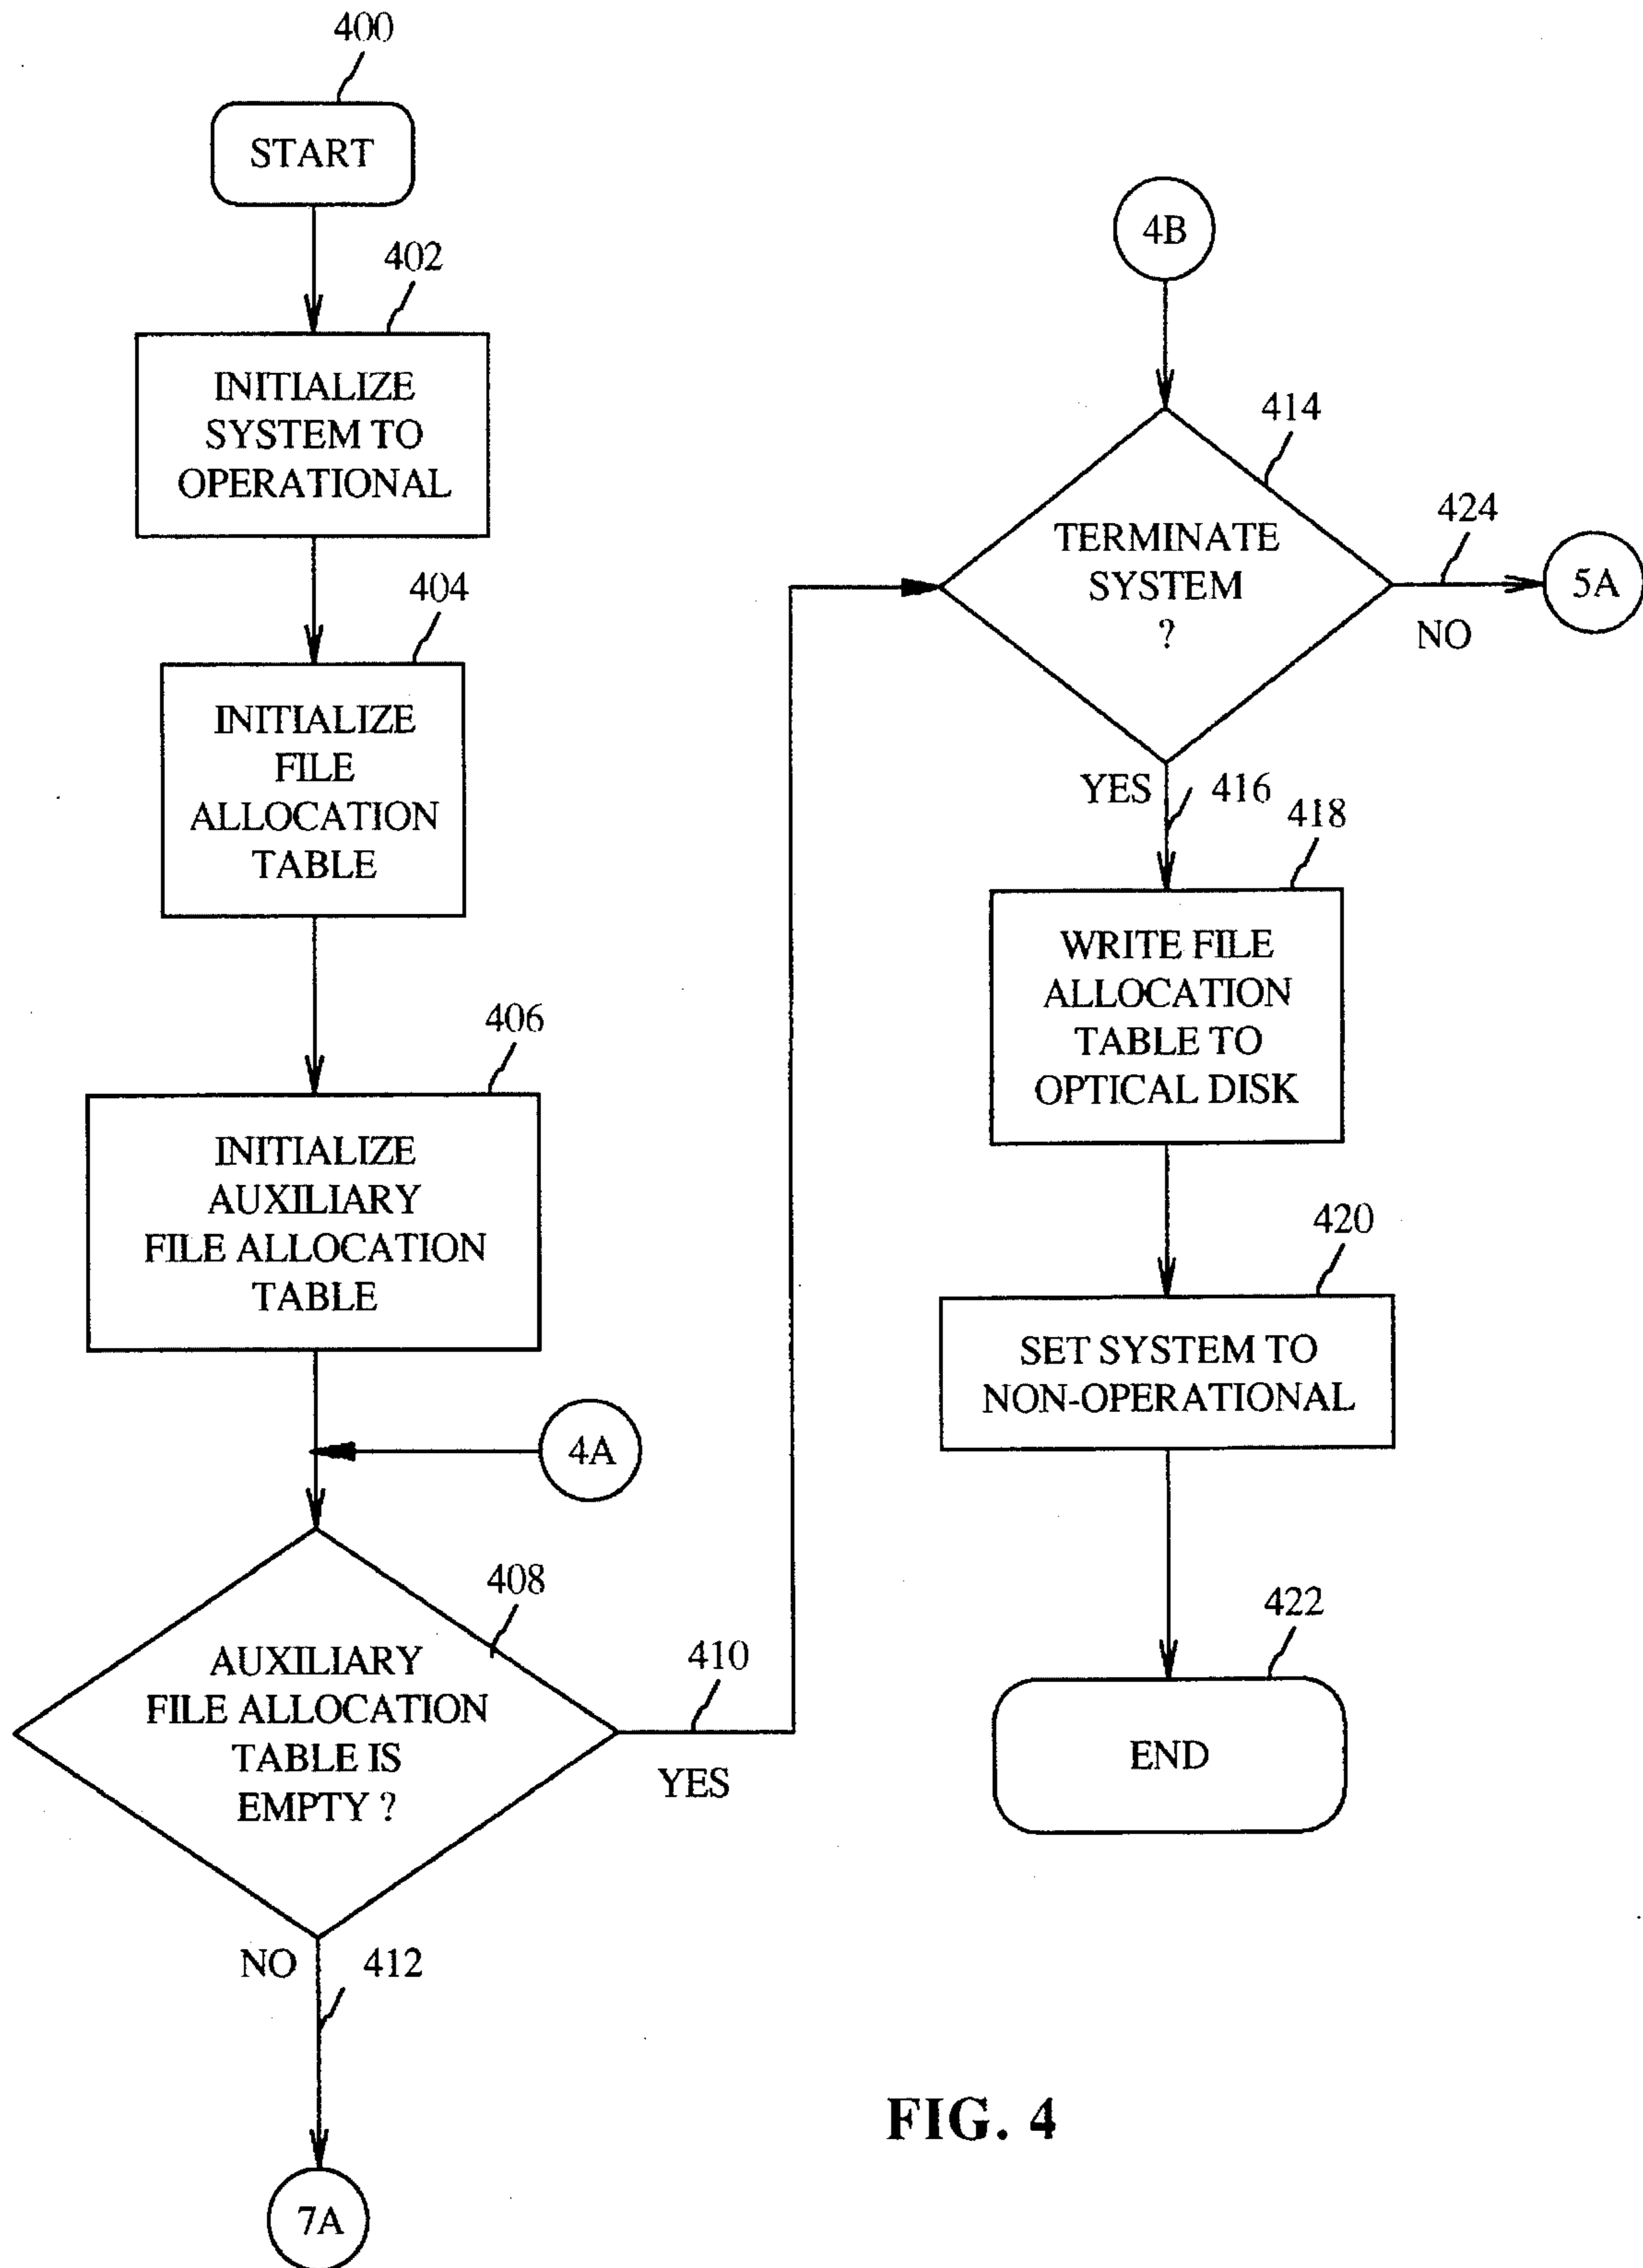 400
START
402
INITIALIZE
SYSTEM TO
OPERATIONAL
404
INITIALIZE
FILE
ALLOCATION
TABLE
406
INITIALIZE
AUXILIARY
FILE ALLOCATION
TABLE
4A
408
AUXILIARY
FILE ALLOCATION
TABLE IS
EMPTY ?
410
YES
NO
412
7A
4B
414
TERMINATE
SYSTEM
?
424
NO
5A
YES
416
418
WRITE FILE
ALLOCATION
TABLE TO
OPTICAL DISK
420
SET SYSTEM TO
NON-OPERATIONAL
422
END
FIG. 4